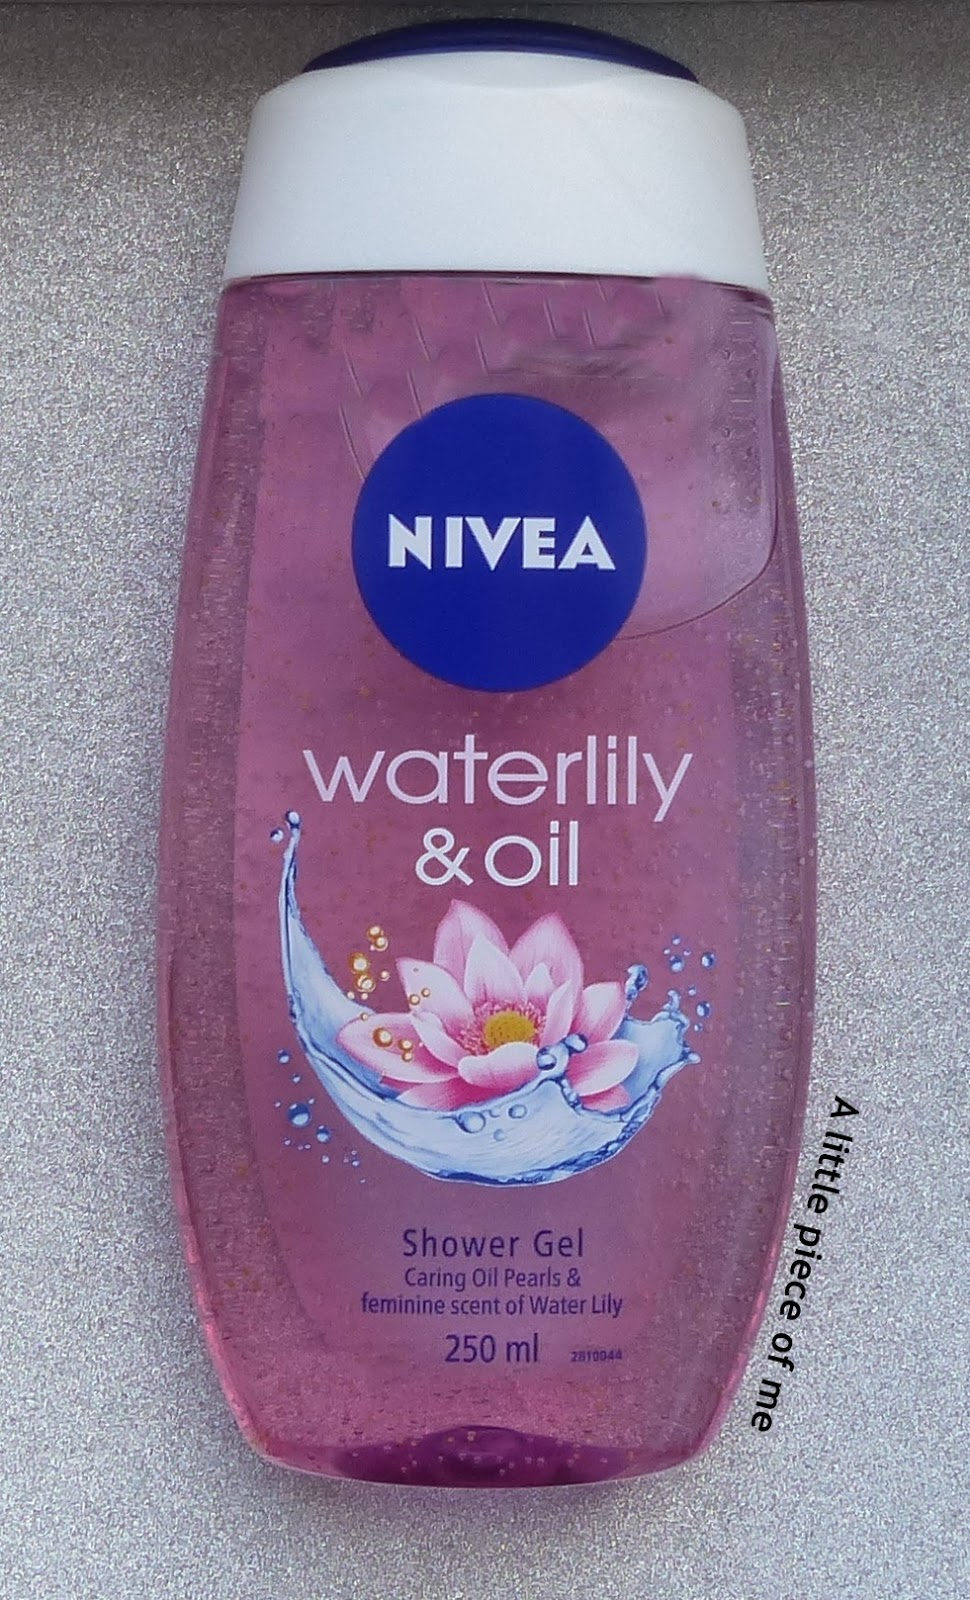 NIVEA
waterlily
& oil
Shower Gel
Caring Oil Pearls &
feminine scent of Water Lily
250 ml 2810044
A little piece of me